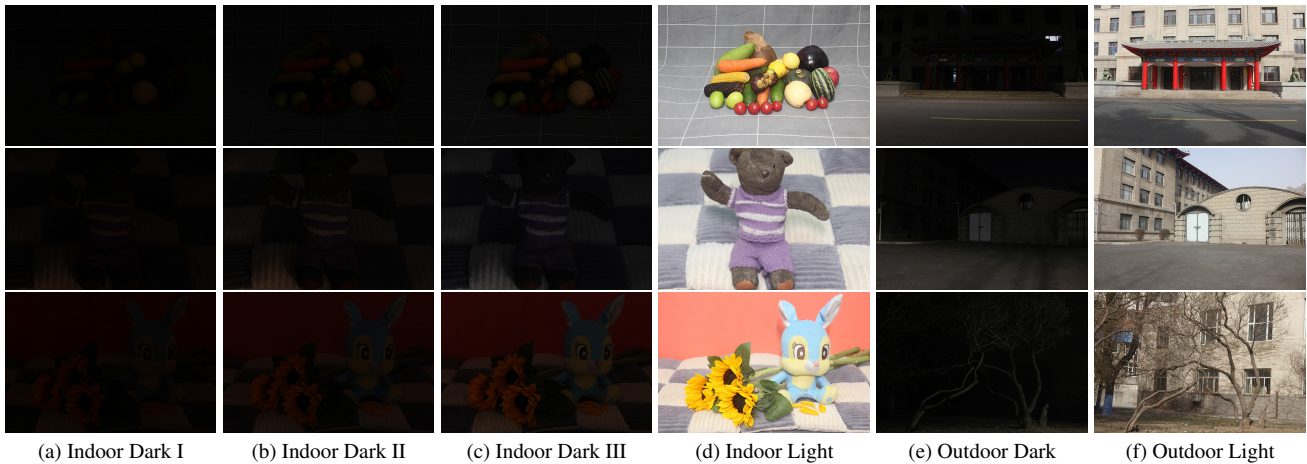 (a) Indoor Dark I
(b) Indoor Dark II
(c) Indoor Dark III
(d) Indoor Light
(e) Outdoor Dark
(f) Outdoor Light